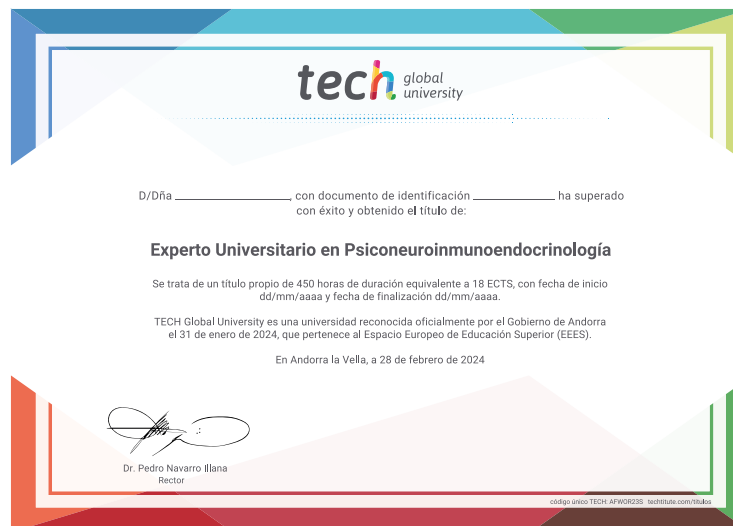 tech global university
D/Dña ____________, con documento de identificación ____________ ha superado
con éxito y obtenido el título de:
Experto Universitario en Psiconeuroinmunoendocrinología
Se trata de un título propio de 450 horas de duración equivalente a 18 ECTS, con fecha de inicio
dd/mm/aaaa y fecha de finalización dd/mm/aaaa.
TECH Global University es una universidad reconocida oficialmente por el Gobierno de Andorra
el 31 de enero de 2024, que pertenece al Espacio Europeo de Educación Superior (EEES).
En Andorra la Vella, a 28 de febrero de 2024
Dr. Pedro Navarro Illana
Rector
código único TECH: AFWOR23S techtitute.com/titulos